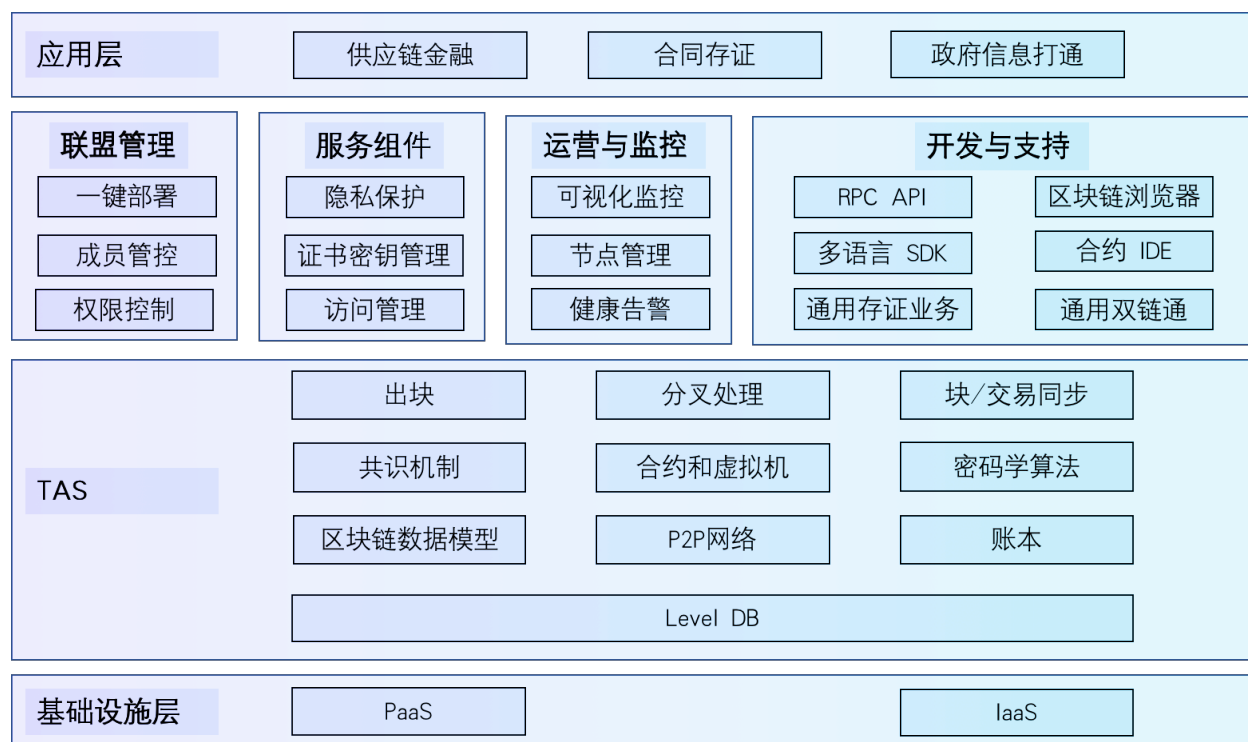 应用层
供应链金融
合同存证
政府信息打通
联盟管理
一键部署
成员管控
权限控制
服务组件
隐私保护
证书密钥管理
访问管理
运营与监控
可视化监控
节点管理
健康告警
开发与支持
RPC API
区块链浏览器
多语言 SDK
合约 IDE
通用存证业务
通用双链通
TAS
出块
分叉处理
块/交易同步
共识机制
合约和虚拟机
密码学算法
区块链数据模型
P2P网络
账本
Level DB
基础设施层
PaaS
IaaS